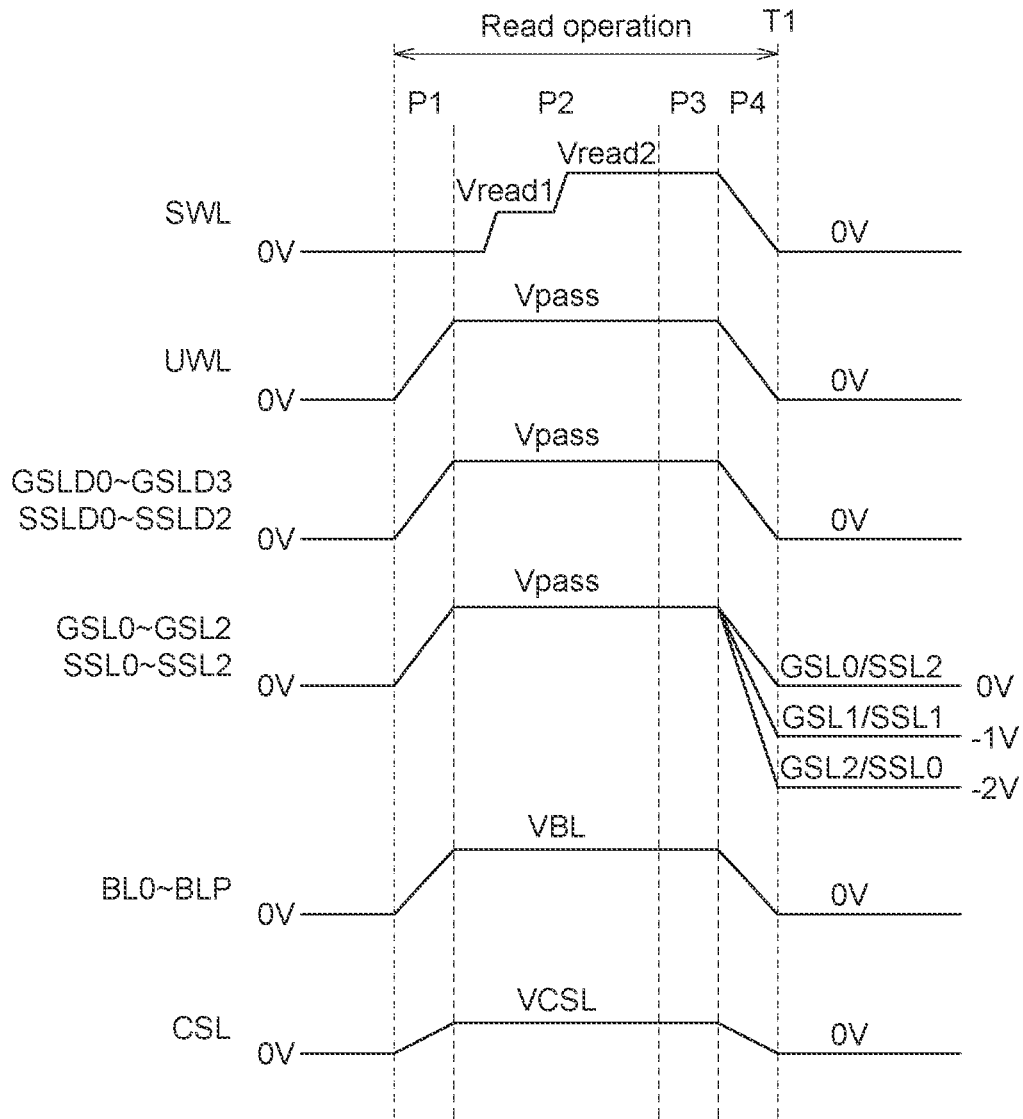 Read operation
T1
P1 P2 P3 P4
Vread2
Vread1
SWL
0V
0V
Vpass
UWL
0V
0V
Vpass
GSLD0~GSLD3
SSLD0~SSLD2
0V
0V
Vpass
GSL0~GSL2
SSL0~SSL2
0V
GSL0/SSL2
0V
GSL1/SSL1
-1V
GSL2/SSL0
-2V
VBL
BL0~BLP
0V
0V
VCSL
CSL
0V
0V